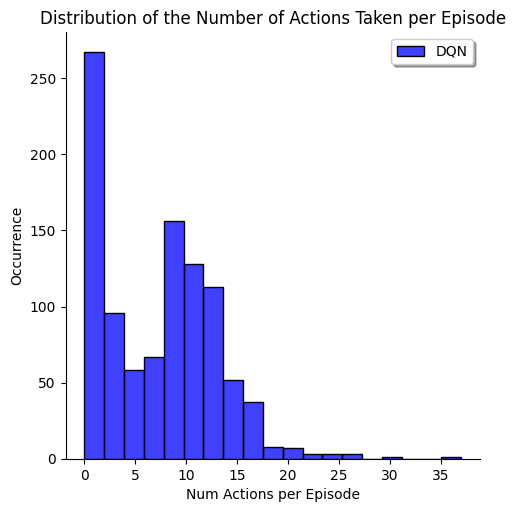 Distribution of the Number of Actions Taken per Episode
DQN
Occurrence
250
200
150
100
50
0
0 5 10 15 20 25 30 35
Num Actions per Episode